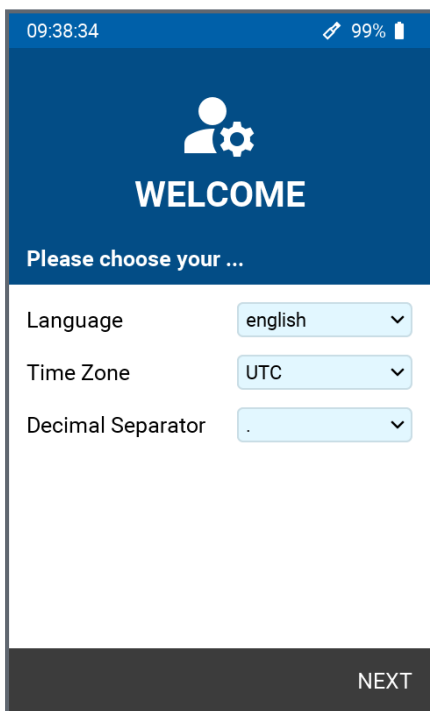 09:38:34 99%
WELCOME
Please choose your ...
Language english
Time Zone UTC
Decimal Separator .
NEXT